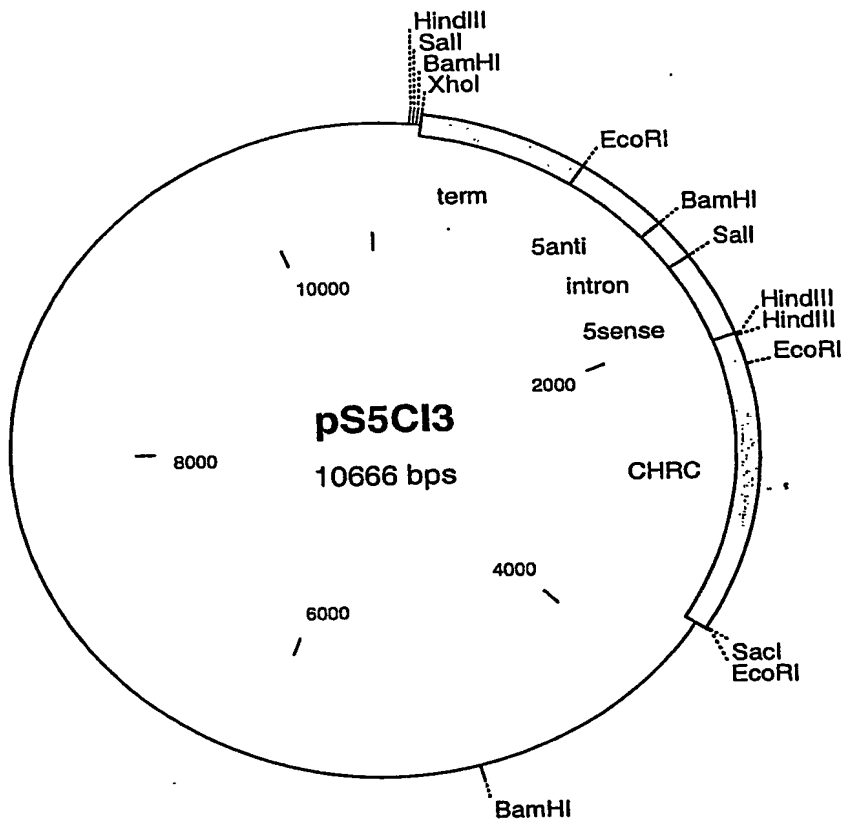 HindIII
SalI
BamHI
XhoI
EcoRI
BamHI
term
SalI
5anti
intron
10000
HindIII
HindIII
5sense
EcoRI
2000
pS5CI3
10666 bps
8000
CHRC
4000
6000
SacI
EcoRI
BamHI